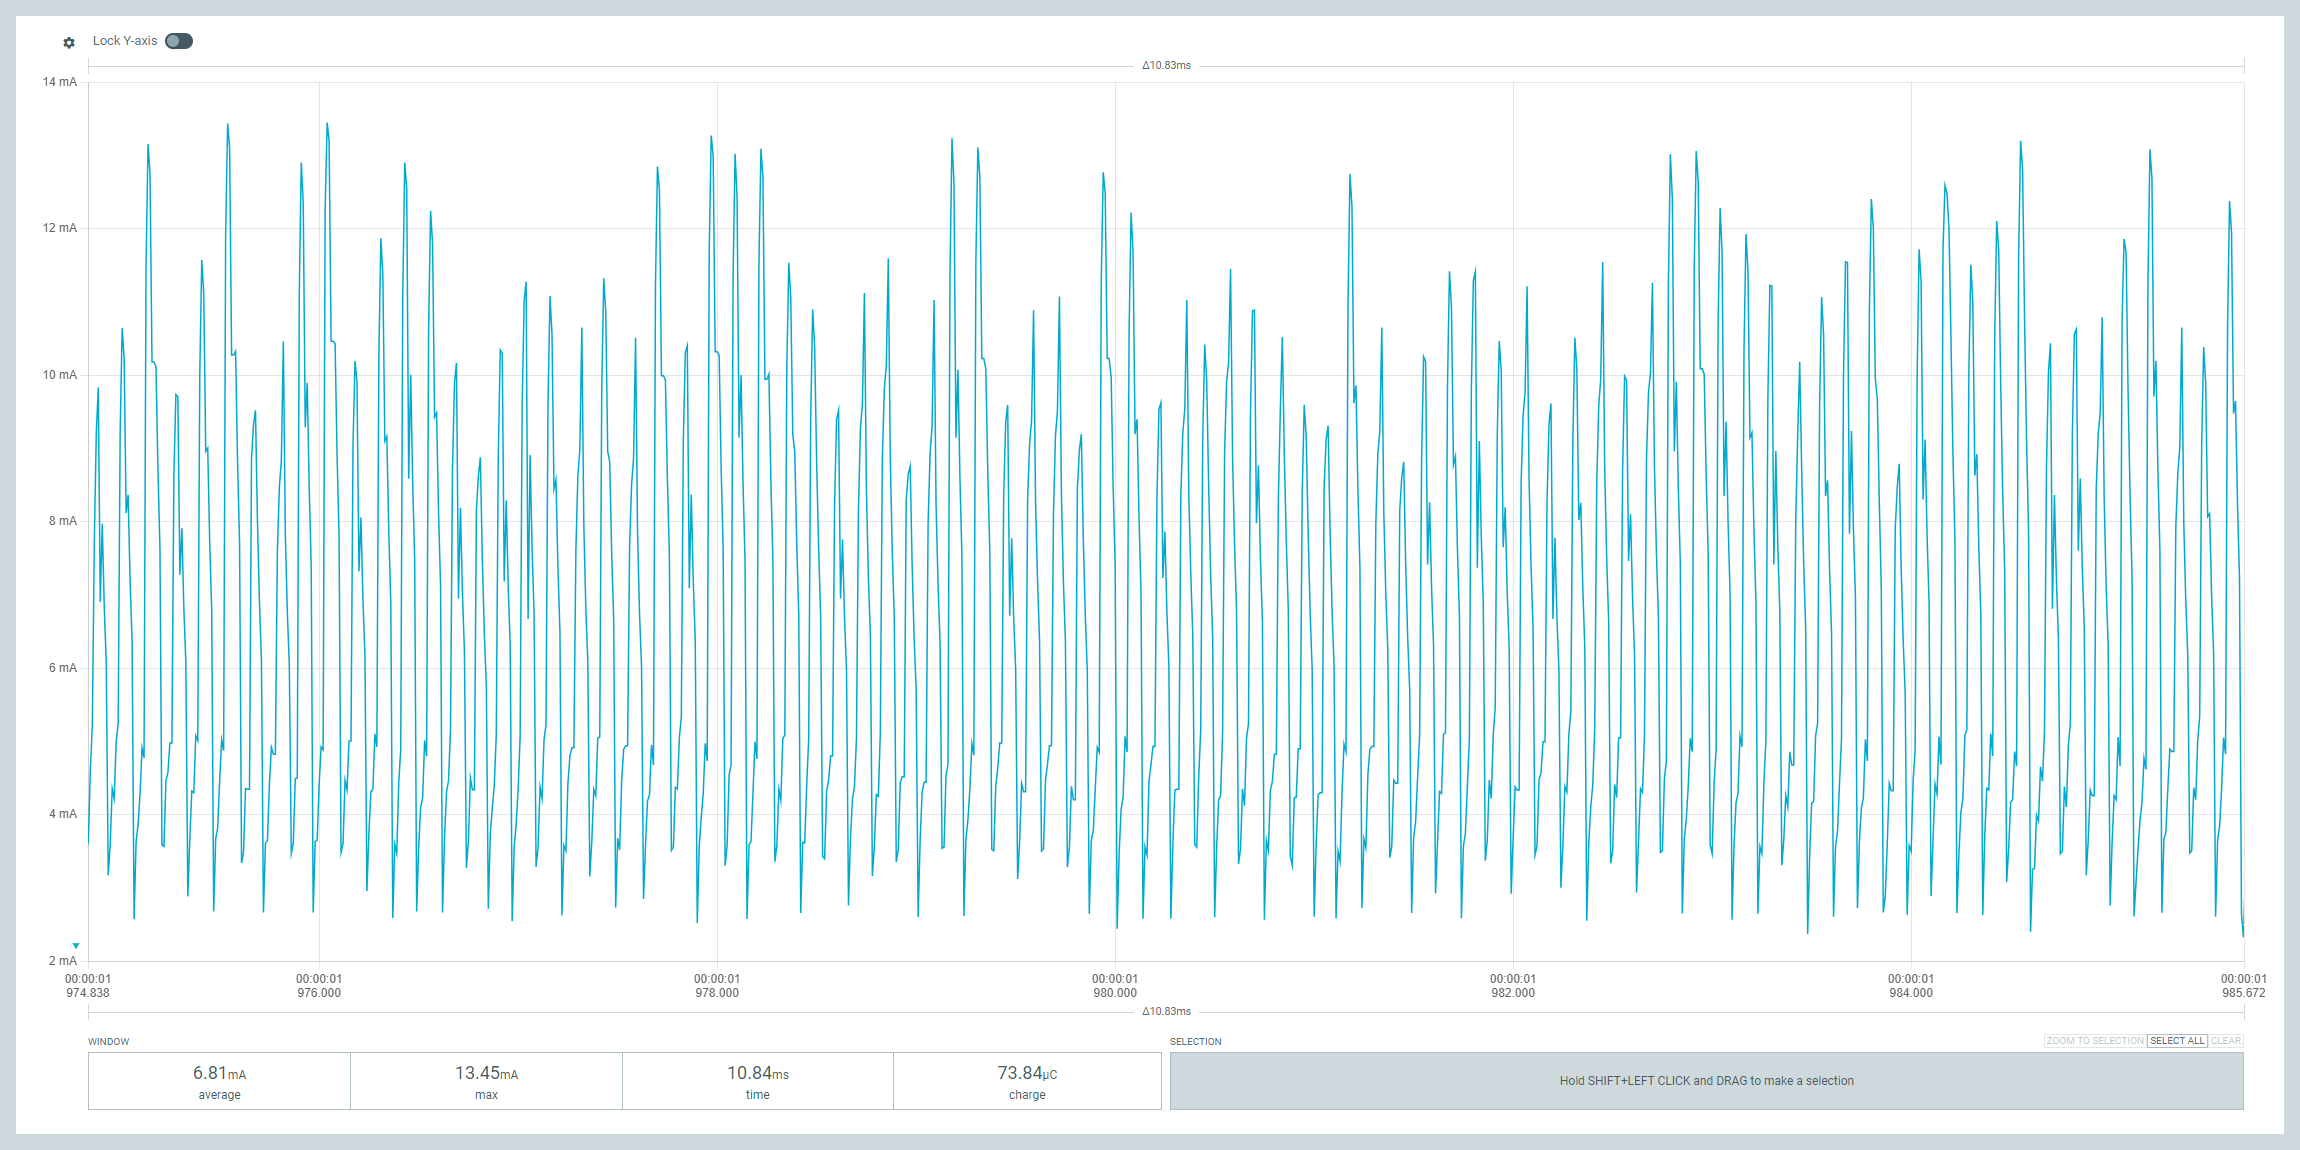 Lock Y-axis
Δ10.83ms
14 mA
12 mA
10 mA
8 mA
6 mA
4 mA
2 mA
00:00:01 00:00:01 00:00:01 00:00:01 00:00:01 00:00:01 00:00:01
974.838 976.000 978.000 980.000 982.000 984.000 985.672
Δ10.83ms
WINDOW
6.81mA 13.45mA 10.84ms 73.84μC
average max time charge
SELECTION ZOOM TO SELECTION SELECT ALL CLEAR
Hold SHIFT+LEFT CLICK and DRAG to make a selection